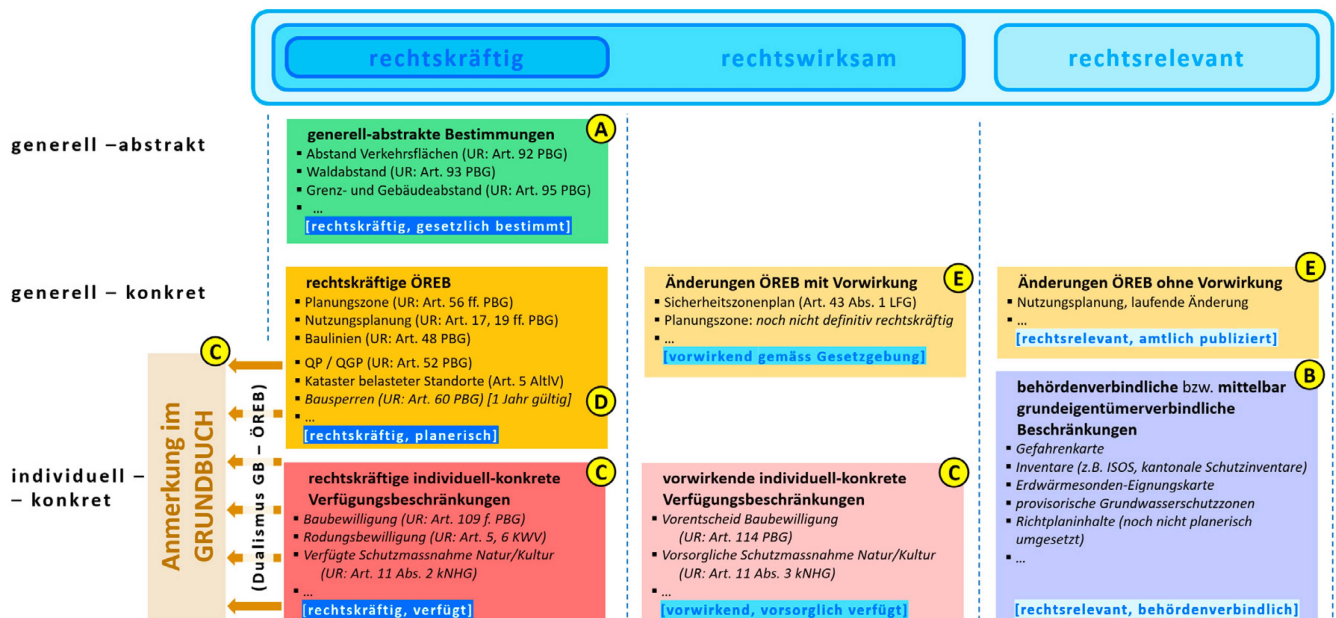 rechtskräftig
rechtswirksam
rechtsrelevant
generell –abstrakt
A
generell-abstrakte Bestimmungen
▪ Abstand Verkehrsflächen (UR: Art. 92 PBG)
▪ Waldabstand (UR: Art. 93 PBG)
▪ Grenz- und Gebäudeabstand (UR: Art. 95 PBG)
▪ ...
[rechtskräftig, gesetzlich bestimmt]
generell – konkret
rechtskräftige ÖREB
▪ Planungszone (UR: Art. 56 ff. PBG)
▪ Nutzungsplanung (UR: Art. 17, 19 ff. PBG)
▪ Baulinien (UR: Art. 48 PBG)
▪ QP / QGP (UR: Art. 52 PBG)
▪ Kataster belasteter Standorte (Art. 5 AltlV)
▪ Bausperren (UR: Art. 60 PBG) [1 Jahr gültig]
▪ ...
[rechtskräftig, planerisch]
D
E
Änderungen ÖREB mit Vorwirkung
▪ Sicherheitszonenplan (Art. 43 Abs. 1 LFG)
▪ Planungszone: noch nicht definitiv rechtskräftig
▪ ...
[vorwirkend gemäss Gesetzgebung]
E
Änderungen ÖREB ohne Vorwirkung
▪ Nutzungsplanung, laufende Änderung
▪ ...
[rechtsrelevant, amtlich publiziert]
B
behördenverbindliche bzw. mittelbar
grundeigentümerverbindliche
Beschränkungen
▪ Gefahrenkarte
▪ Inventare (z.B. ISOS, kantonale Schutzinventare)
▪ Erdwärmesonden-Eignungskarte
▪ provisorische Grundwasserschutzzonen
▪ Richtplaninhalte (noch nicht planerisch
umgesetzt)
▪ ...
[rechtsrelevant, behördenverbindlich]
individuell –
– konkret
C
Anmerkung im
GRUNDBUCH
(Dualismus GB – ÖREB)
C
rechtskräftige individuell-konkrete
Verfügungsbeschränkungen
▪ Baubewilligung (UR: Art. 109 f. PBG)
▪ Rodungsbewilligung (UR: Art. 5, 6 KWV)
▪ Verfügte Schutzmassnahme Natur/Kultur
(UR: Art. 11 Abs. 2 kNHG)
▪ ...
[rechtskräftig, verfügt]
C
vorwirkende individuell-konkrete
Verfügungsbeschränkungen
▪ Vorentscheid Baubewilligung
(UR: Art. 114 PBG)
▪ Vorsorgliche Schutzmassnahme Natur/Kultur
(UR: Art. 11 Abs. 3 kNHG)
▪ ...
[vorwirkend, vorsorglich verfügt]